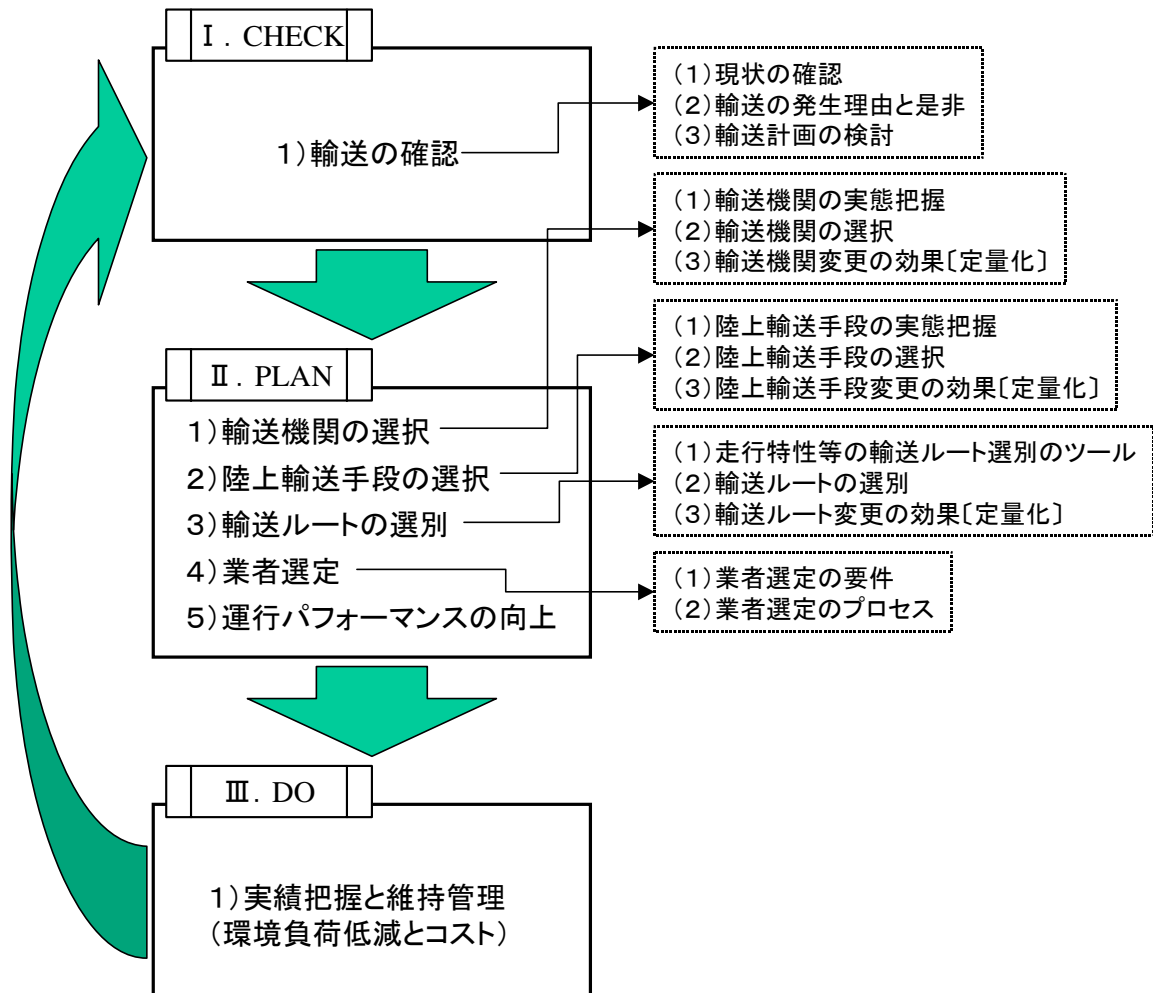 Ⅰ. CHECK
1)輸送の確認
(1)現状の確認
(2)輸送の発生理由と是非
(3)輸送計画の検討
(1)輸送機関の実態把握
(2)輸送機関の選択
(3)輸送機関変更の効果〔定量化〕
(1)陸上輸送手段の実態把握
(2)陸上輸送手段の選択
(3)陸上輸送手段変更の効果〔定量化〕
Ⅱ. PLAN
1)輸送機関の選択
2)陸上輸送手段の選択
3)輸送ルートの選別
4)業者選定
5)運行パフォーマンスの向上
(1)走行特性等の輸送ルート選別のツール
(2)輸送ルートの選別
(3)輸送ルート変更の効果〔定量化〕
(1)業者選定の要件
(2)業者選定のプロセス
Ⅲ. DO
1)実績把握と維持管理
(環境負荷低減とコスト)